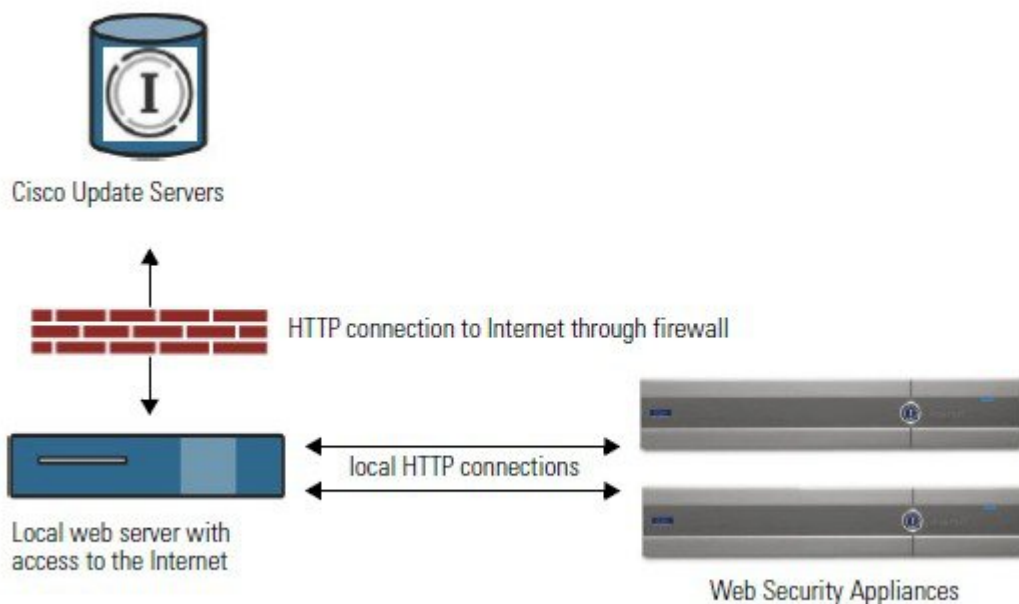 I
Cisco Update Servers
HTTP connection to Internet through firewall
local HTTP connections
Local web server with
access to the Internet
Web Security Appliances